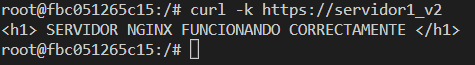 root@fbc051265c15:/# curl -k https://servidor1_v2
<h1> SERVIDOR NGINX FUNCIONANDO CORRECTAMENTE </h1>
root@fbc051265c15:/#